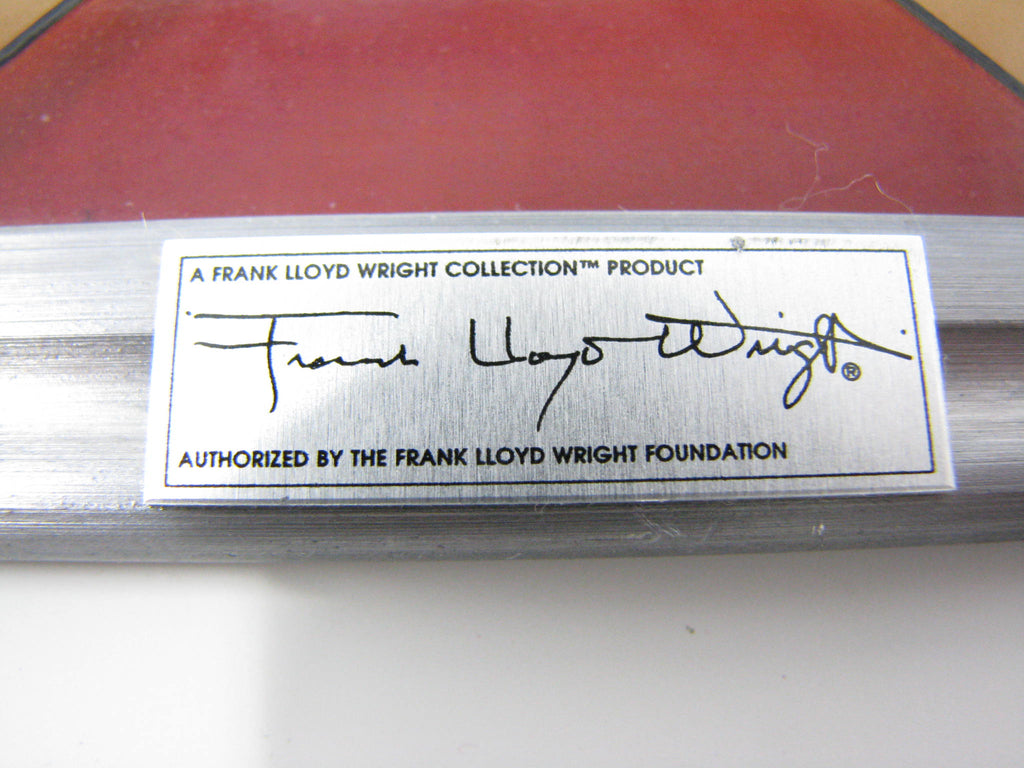 A FRANK LLOYD WRIGHT COLLECTION™ PRODUCT
Frank Lloyd Wright®
AUTHORIZED BY THE FRANK LLOYD WRIGHT FOUNDATION